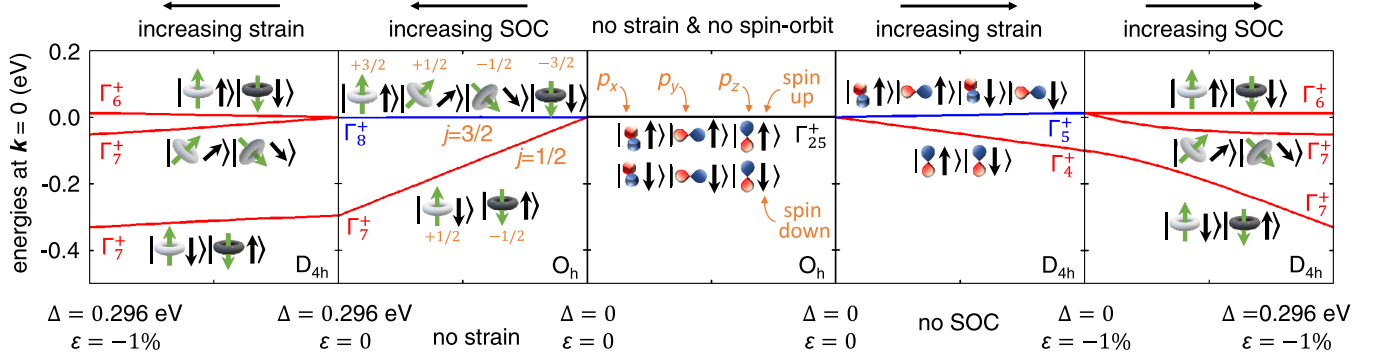 increasing strain
increasing SOC
no strain & no spin-orbit
increasing strain
increasing SOC
energies at k = 0 (eV)
0.2
0.0
-0.2
-0.4
Γ₆⁺
Γ₇⁺
Γ₇⁺
|↑⟩|↓⟩
|↗⟩|↘⟩
|↓⟩|↑⟩
D₄ₕ
+3/2 +1/2 -1/2 -3/2
|↑⟩|↗⟩|↘⟩|↓⟩
Γ₈⁺
j=3/2
j=1/2
Γ₇⁺
|↓⟩|↑⟩
+1/2 -1/2
Oₕ
pₓ pᵧ p_z spin up
|↑⟩|↑⟩|↑⟩ Γ₂₅⁺
|↓⟩|↓⟩|↓⟩
spin down
Oₕ
|↑⟩|↑⟩|↓⟩|↓⟩
Γ₅⁺
Γ₄⁺
|↑⟩|↓⟩
D₄ₕ
|↑⟩|↓⟩
Γ₆⁺
|↗⟩|↘⟩
Γ₇⁺
Γ₇⁺
|↓⟩|↑⟩
D₄ₕ
Δ = 0.296 eV
ε = −1%
Δ = 0.296 eV
ε = 0
no strain
Δ = 0
ε = 0
no SOC
Δ = 0
ε = −1%
Δ =0.296 eV
ε = −1%